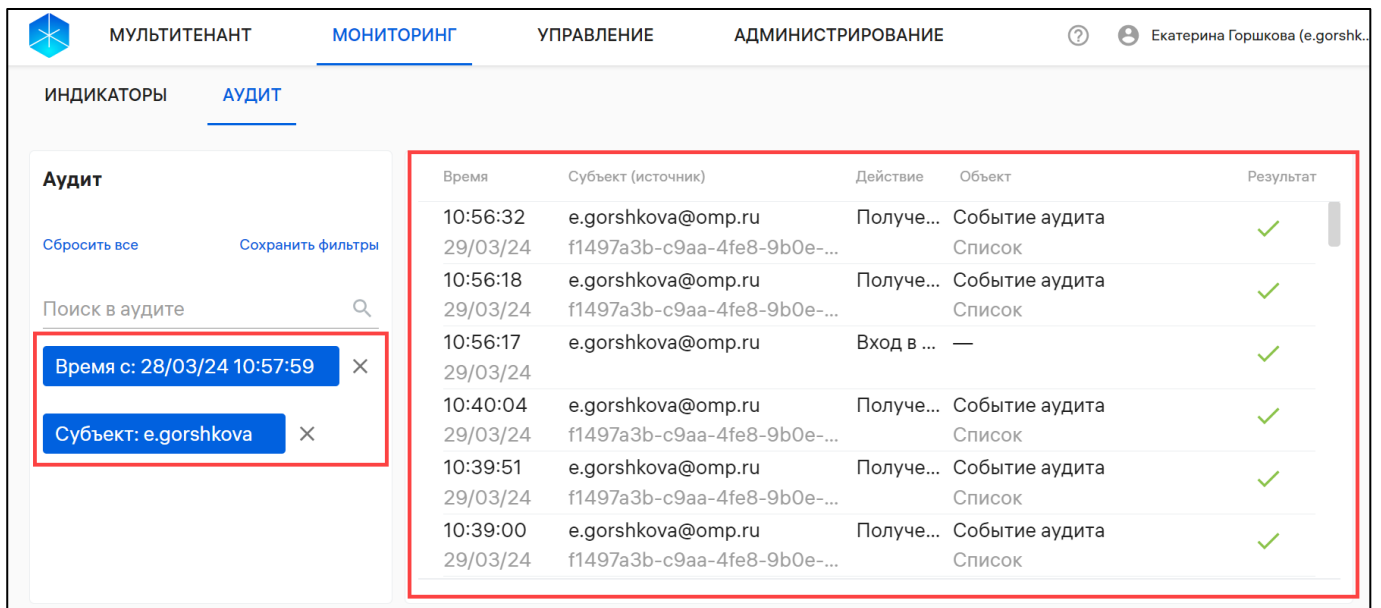 МУЛЬТИТЕНАНТ МОНИТОРИНГ УПРАВЛЕНИЕ АДМИНИСТРИРОВАНИЕ ? Екатерина Горшкова (e.gorshk...
ИНДИКАТОРЫ АУДИТ
Аудит
Сбросить все Сохранить фильтры
Поиск в аудите
Время с: 28/03/24 10:57:59
Субъект: e.gorshkova
Время Субъект (источник) Действие Объект Результат
10:56:32 e.gorshkova@omp.ru Получе... Событие аудита
29/03/24 f1497a3b-c9aa-4fe8-9b0e-... Список
10:56:18 e.gorshkova@omp.ru Получе... Событие аудита
29/03/24 f1497a3b-c9aa-4fe8-9b0e-... Список
10:56:17 e.gorshkova@omp.ru Вход в ... —
29/03/24
10:40:04 e.gorshkova@omp.ru Получе... Событие аудита
29/03/24 f1497a3b-c9aa-4fe8-9b0e-... Список
10:39:51 e.gorshkova@omp.ru Получе... Событие аудита
29/03/24 f1497a3b-c9aa-4fe8-9b0e-... Список
10:39:00 e.gorshkova@omp.ru Получе... Событие аудита
29/03/24 f1497a3b-c9aa-4fe8-9b0e-... Список